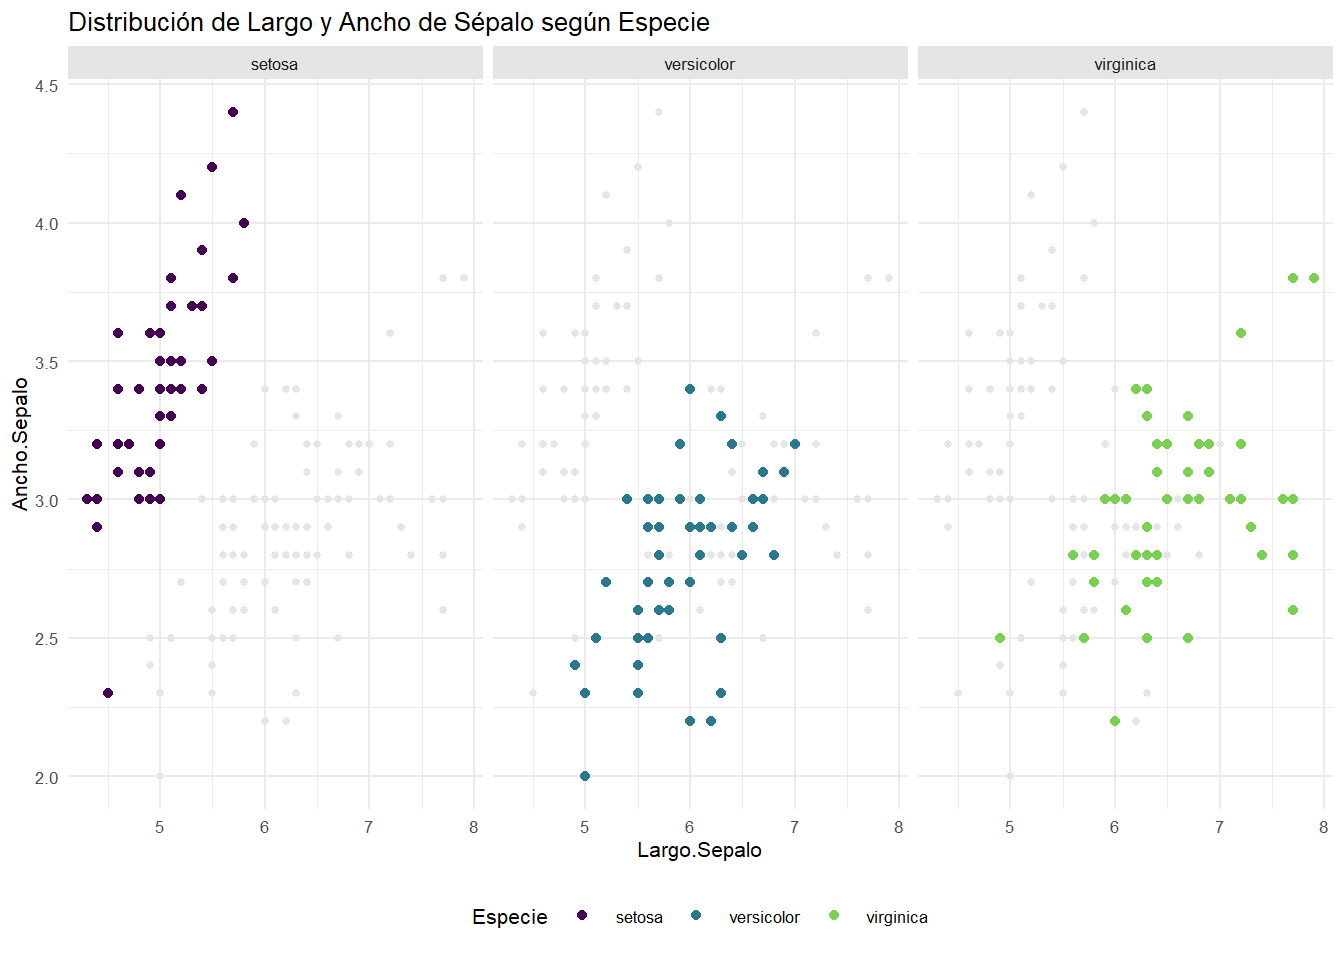 Distribución de Largo y Ancho de Sépalo según Especie
setosa versicolor virginica
4.5
4.0
3.5
3.0
2.5
2.0
Ancho.Sepalo
5 6 7 8 5 6 7 8 5 6 7 8
Largo.Sepalo
Especie setosa versicolor virginica